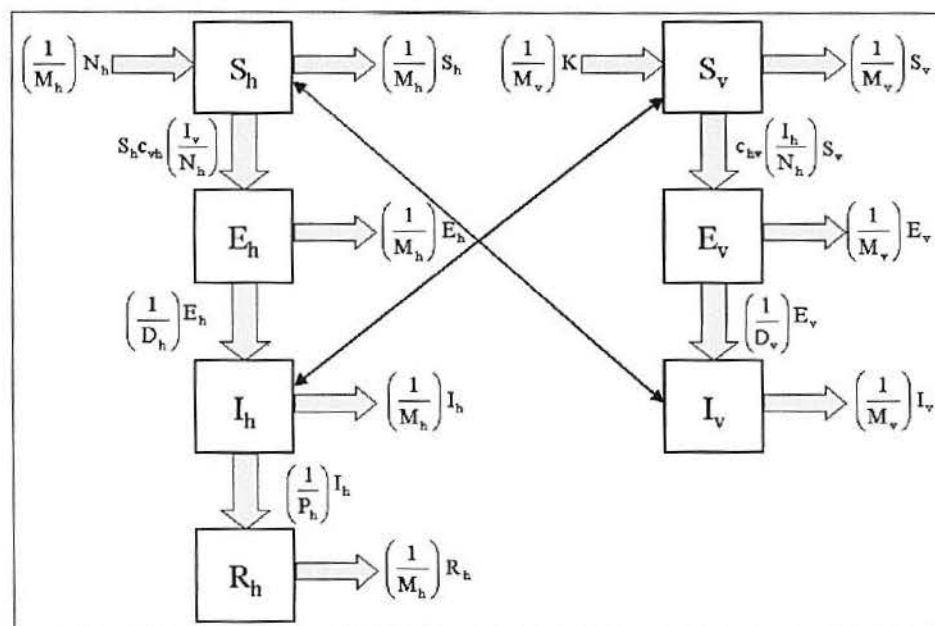 (1/M_h) N_h
S_h
(1/M_h) S_h
(1/M_v) K
S_v
(1/M_v) S_v
S_h c_vh (I_v/N_h)
c_hv (I_h/N_h) S_v
E_h
(1/M_h) E_h
E_v
(1/M_v) E_v
(1/D_h) E_h
(1/D_v) E_v
I_h
(1/M_h) I_h
I_v
(1/M_v) I_v
(1/P_h) I_h
R_h
(1/M_h) R_h